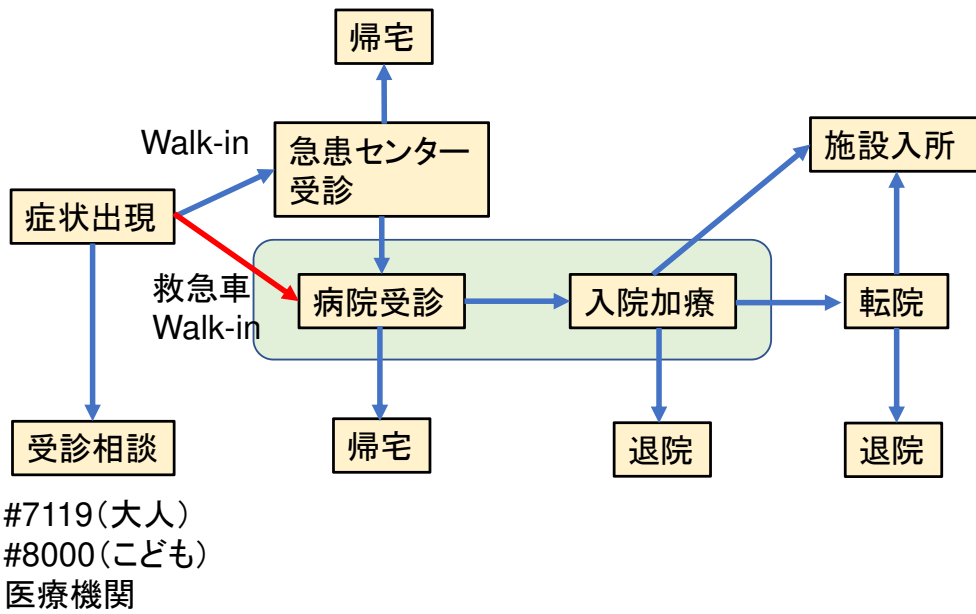 帰宅
Walk-in
急患センター
受診
施設入所
症状出現
救急車
Walk-in
病院受診
入院加療
転院
受診相談
帰宅
退院
退院
#7119(大人)
#8000(こども)
医療機関